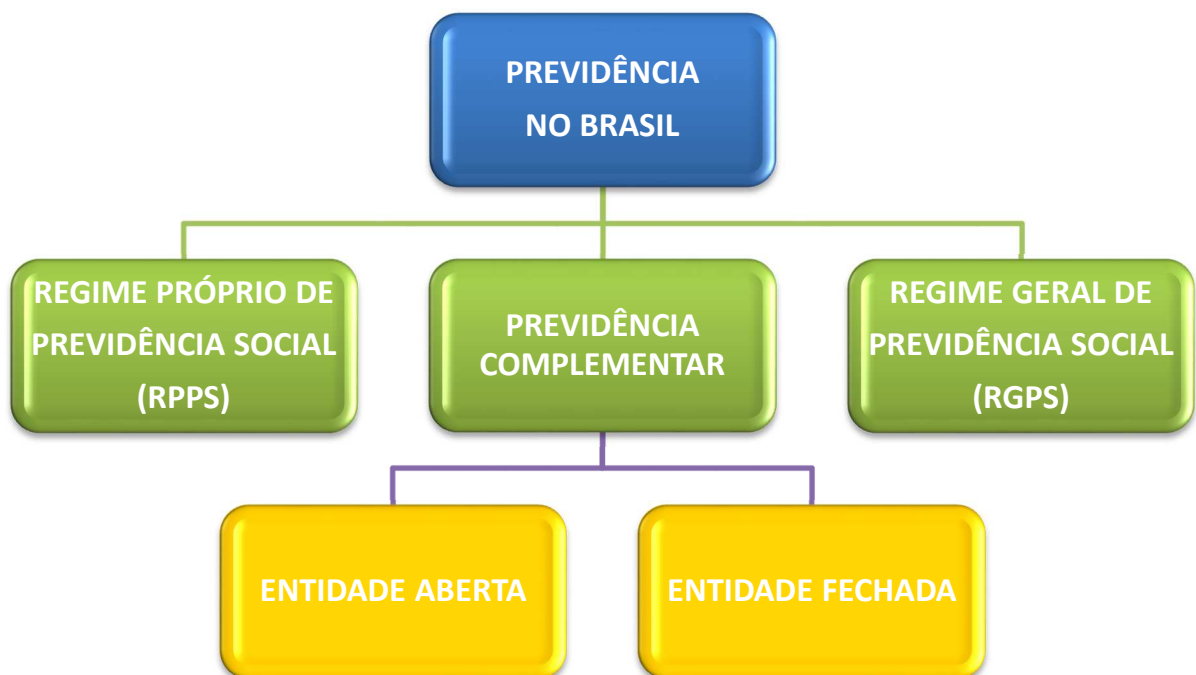 PREVIDÊNCIA
NO BRASIL
REGIME PRÓPRIO DE
PREVIDÊNCIA SOCIAL
(RPPS)
PREVIDÊNCIA
COMPLEMENTAR
REGIME GERAL DE
PREVIDÊNCIA SOCIAL
(RGPS)
ENTIDADE ABERTA
ENTIDADE FECHADA